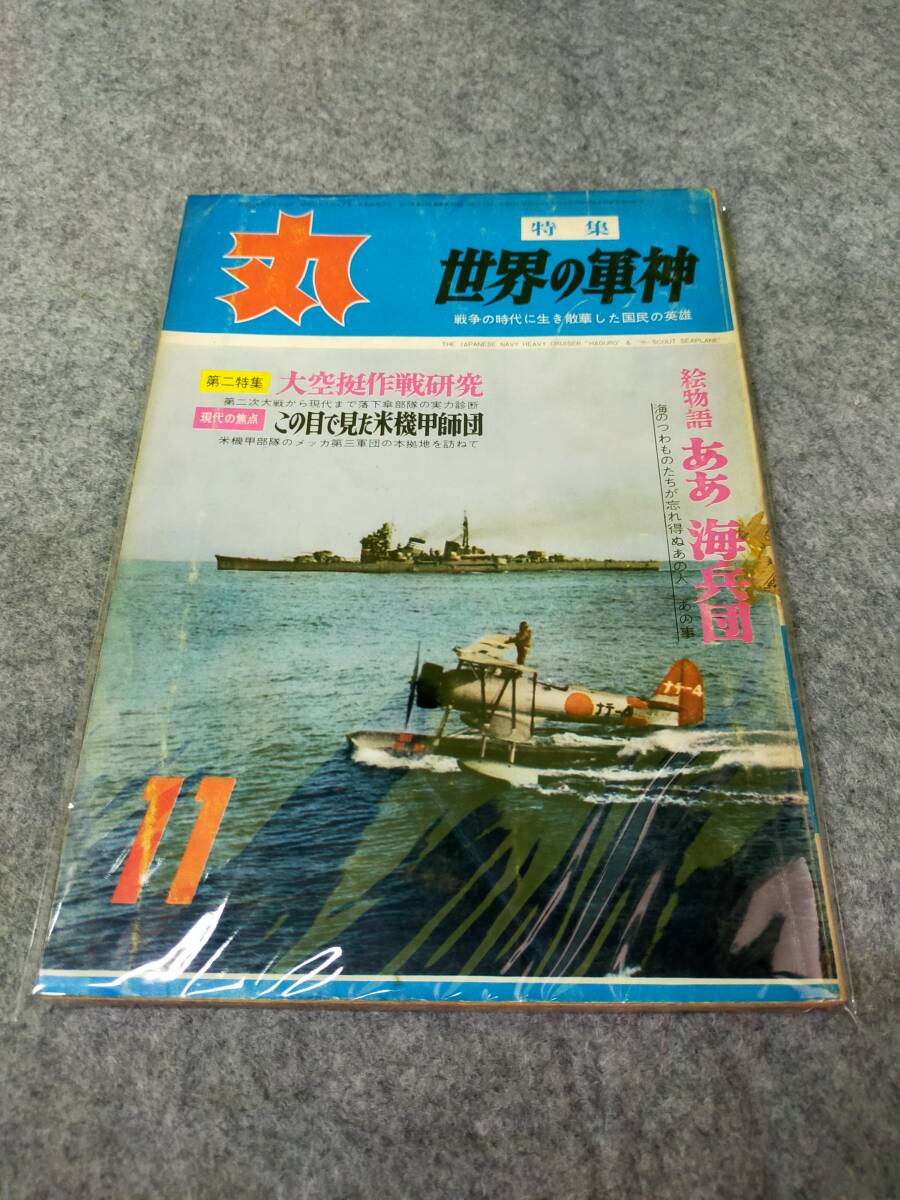 丸
特集
世界の軍神
戦争の時代に生き散華した国民の英雄
THE JAPANESE NAVY HEAVY CRUISER "HAGURO" &
SCOUT SEAPLANE"
第二特集
大空挺作戦研究
第二次大戦から現代まで落下傘部隊の実力診断
現代の焦点
この目で見た米機甲師団
米機甲部隊のメッカ第三軍団の本拠地を訪ねて
絵物語
ああ海兵団
海のつわものたちが忘れ得ぬあの人 あの事
ナチ-4
ナチ-4
11